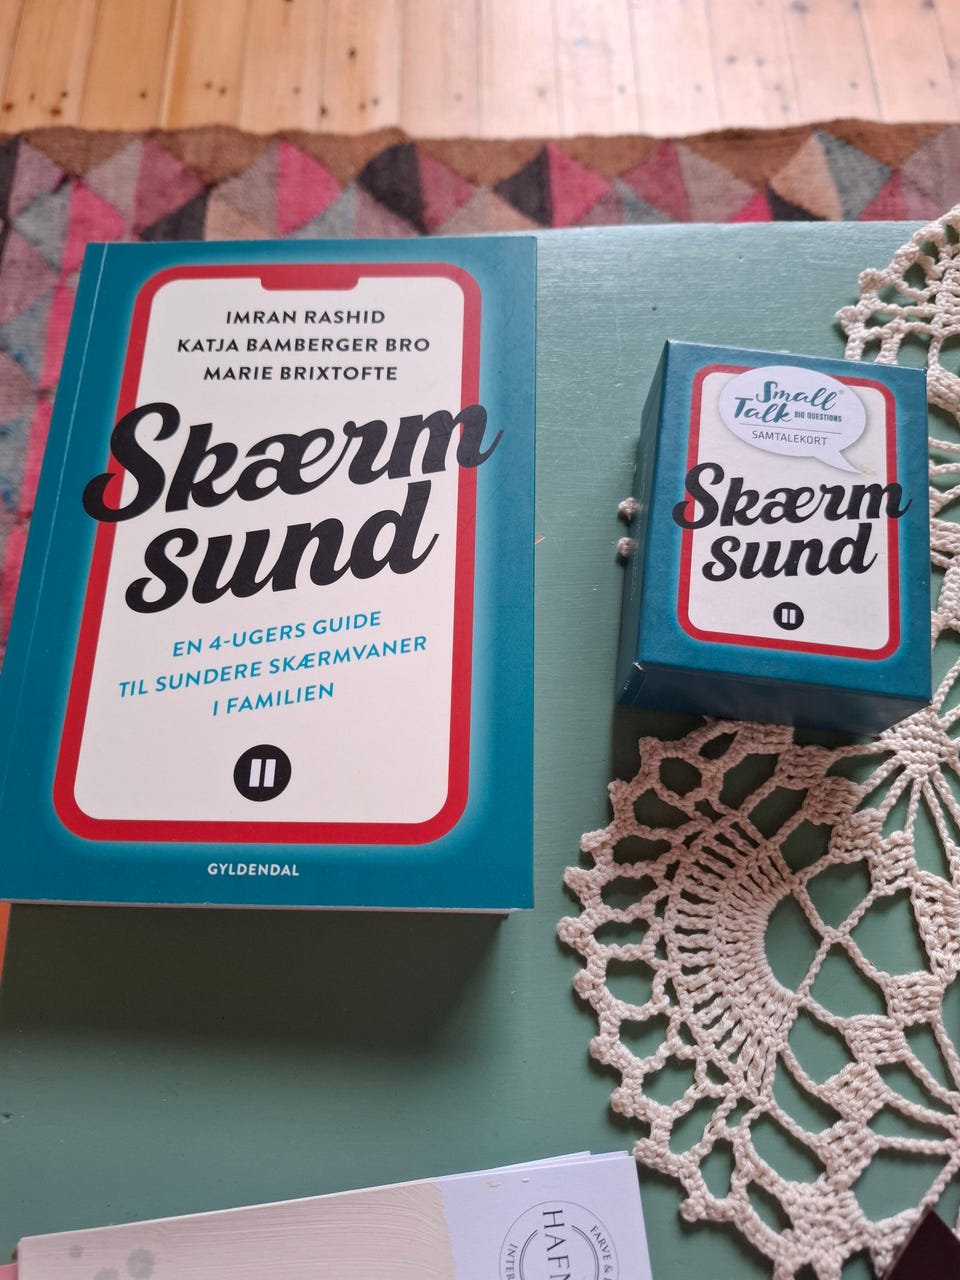 IMRAN RASHID
KATJA BAMBERGER BRO
MARIE BRIXTOFTE
Skærm
sund
EN 4-UGERS GUIDE
TIL SUNDERE SKÆRMVANER
I FAMILIEN
GYLDENDAL
Small
Talk BIG QUESTIONS
SAMTALEKORT
Skærm
sund
FARVE &